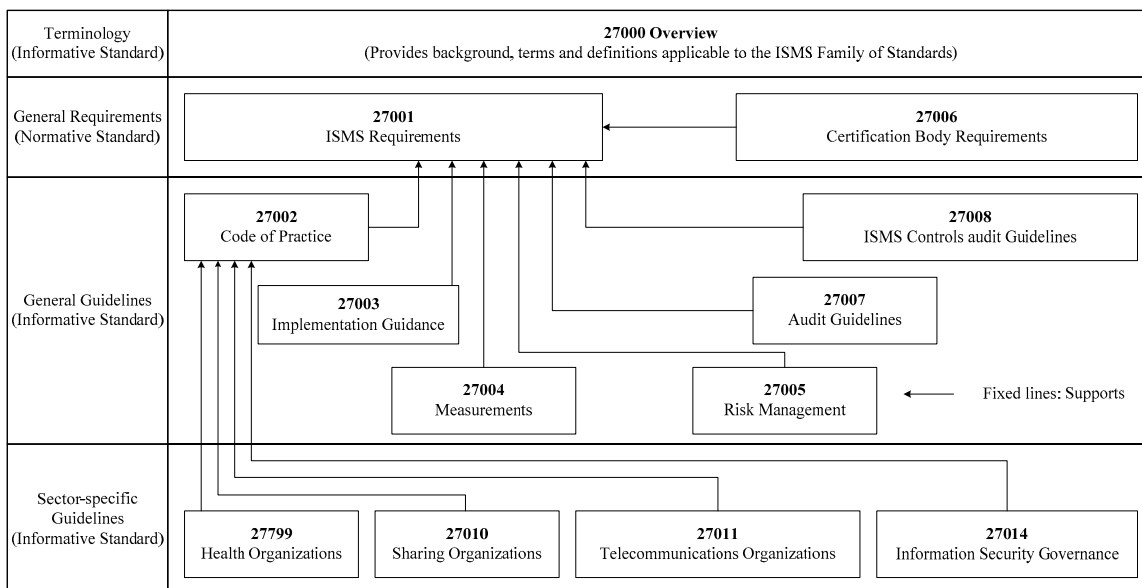 Terminology
(Informative Standard)
27000 Overview
(Provides background, terms and definitions applicable to the ISMS Family of Standards)
General Requirements
(Normative Standard)
27001
ISMS Requirements
27006
Certification Body Requirements
General Guidelines
(Informative Standard)
27002
Code of Practice
27008
ISMS Controls audit Guidelines
27003
Implementation Guidance
27007
Audit Guidelines
27004
Measurements
27005
Risk Management
Fixed lines: Supports
Sector-specific
Guidelines
(Informative Standard)
27799
Health Organizations
27010
Sharing Organizations
27011
Telecommunications Organizations
27014
Information Security Governance